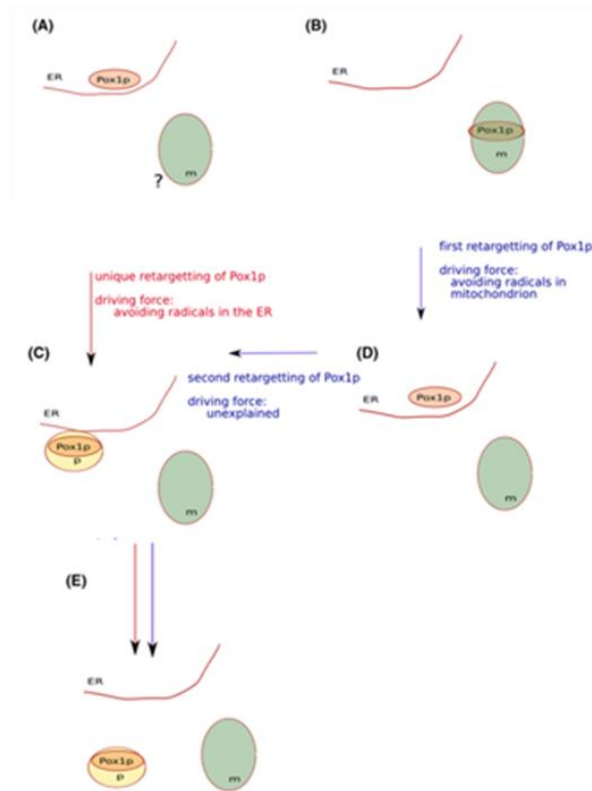 (A)
ER
Pox1p
m
?
(B)
ER
Pox1p
m
unique retargetting of Pox1p
driving force:
avoiding radicals in the ER
first retargetting of Pox1p
driving force:
avoiding radicals in
mitochondrion
(C)
ER
Pox1p
p
m
second retargetting of Pox1p
driving force:
unexplained
(D)
ER
Pox1p
m
(E)
ER
Pox1p
p
m